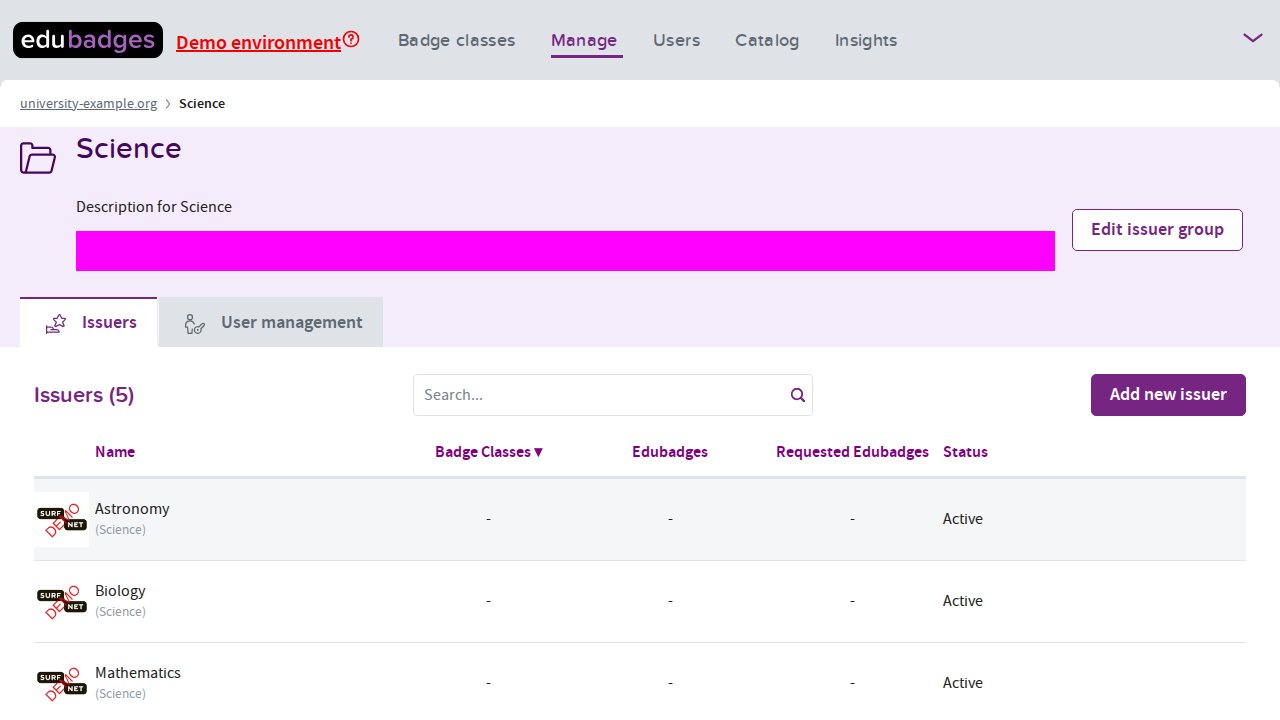 edubadges
Demo environment
Badge classes
Manage
Users
Catalog
Insights
university-example.org > Science
Science
Description for Science
Edit issuer group
Issuers
User management
Issuers (5)
Search...
Add new issuer
Name Badge Classes ▼ Edubadges Requested Edubadges Status
SURF DEMO NET
Astronomy
(Science)
- - - Active
SURF DEMO NET
Biology
(Science)
- - - Active
SURF DEMO NET
Mathematics
(Science)
- - - Active